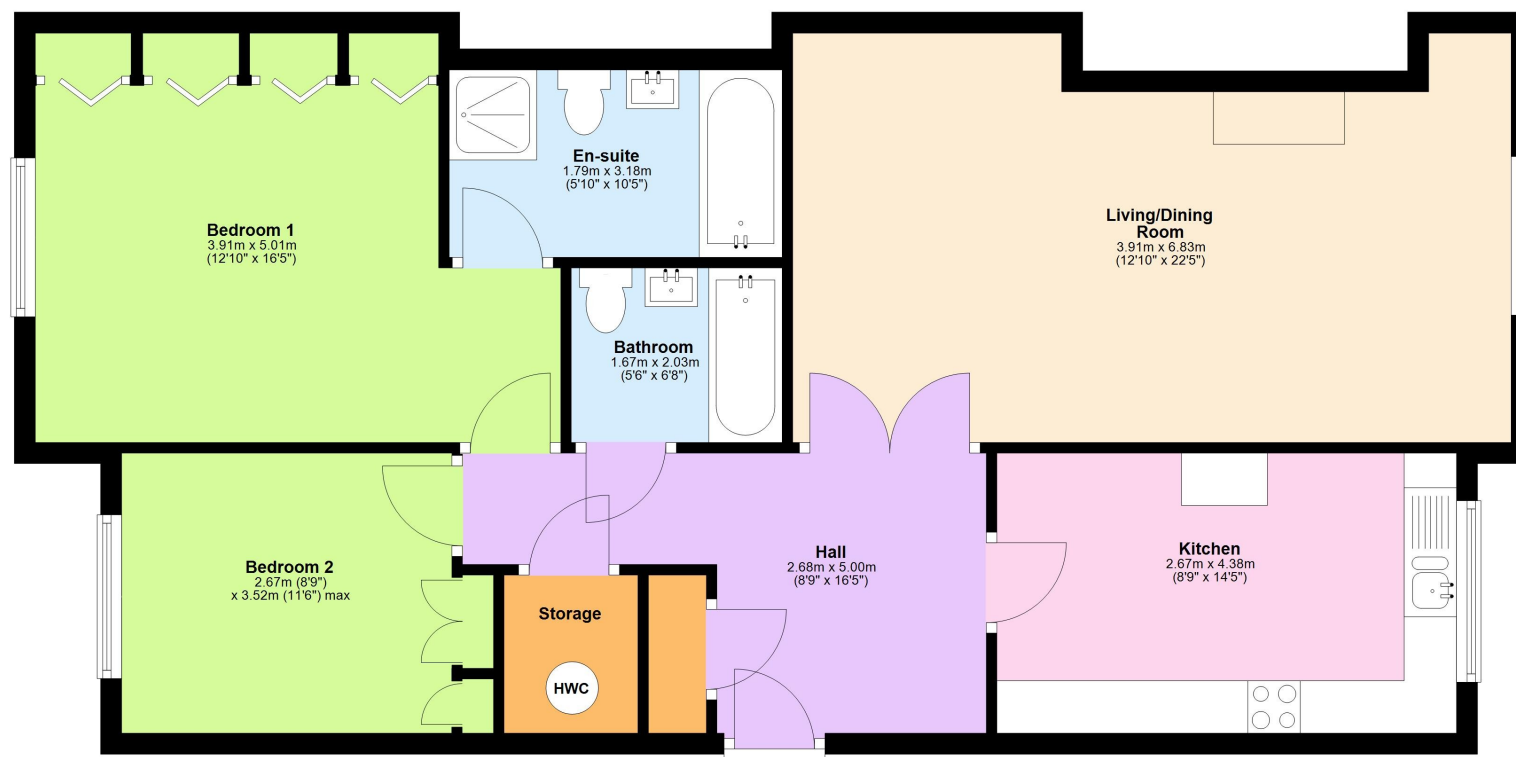 En-suite
1.79m x 3.18m
(5'10" x 10'5")
Bedroom 1
3.91m x 5.01m
(12'10" x 16'5")
Living/Dining
Room
3.91m x 6.83m
(12'10" x 22'5")
Bathroom
1.67m x 2.03m
(5'6" x 6'8")
Bedroom 2
2.67m (8'9")
x 3.52m (11'6") max
Storage
HWC
Hall
2.68m x 5.00m
(8'9" x 16'5")
Kitchen
2.67m x 4.38m
(8'9" x 14'5")